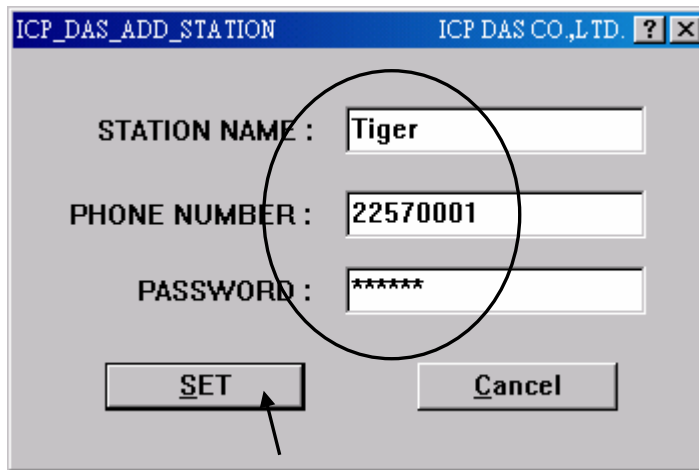 ICP_DAS_ADD_STATION ICP DAS CO.,LTD. ?
STATION NAME : Tiger
PHONE NUMBER : 22570001
PASSWORD : ******
SET Cancel